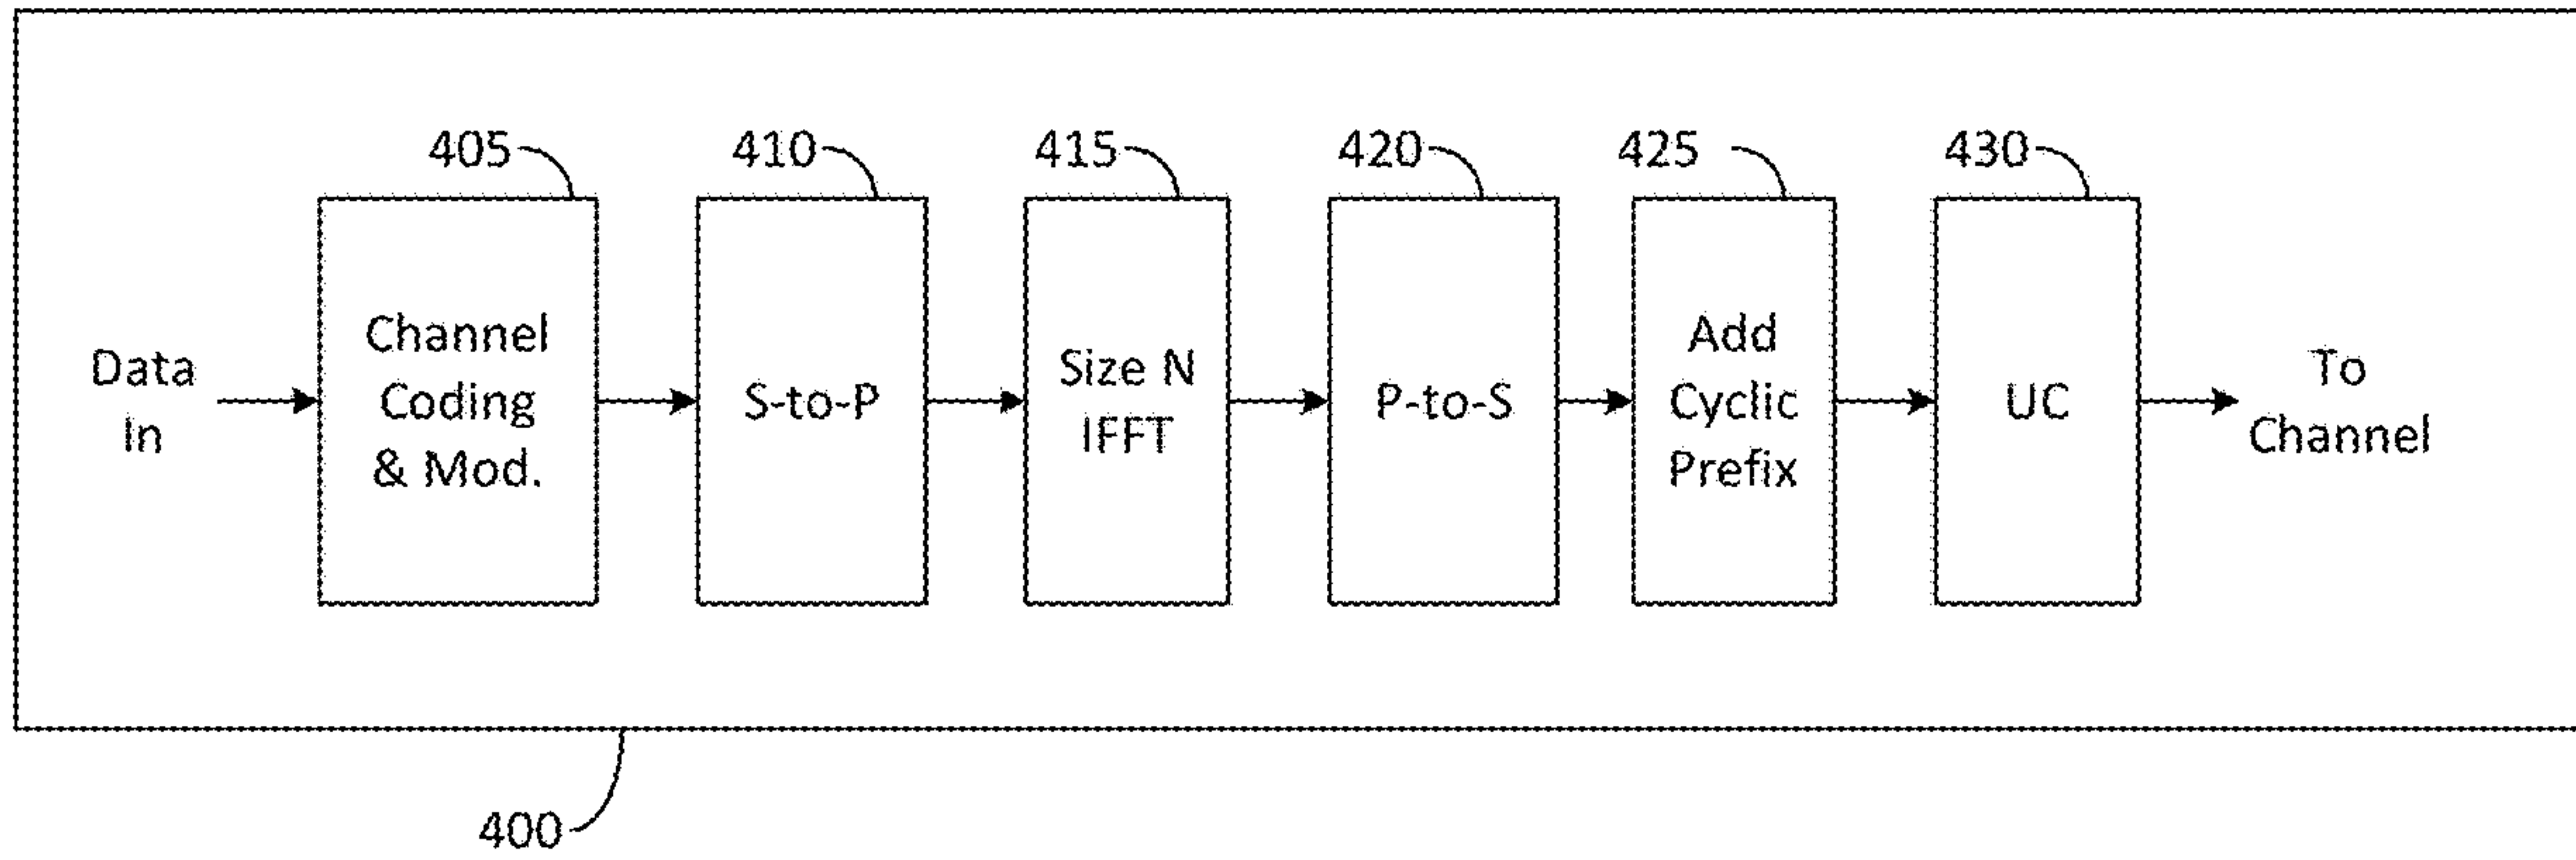 405
410
415
420
425
430
Data
In
Channel
Coding
& Mod.
S-to-P
Size N
IFFT
P-to-S
Add
Cyclic
Prefix
UC
To
Channel
400